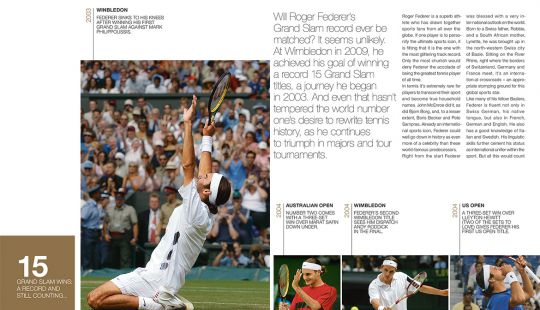 2003
WIMBLEDON
FEDERER SINKS TO HIS KNEES
AFTER WINNING HIS FIRST
GRAND SLAM AGAINST MARK
PHILIPPOUSSIS.
15
GRAND SLAM WINS:
A RECORD AND
STILL COUNTING...
Will Roger Federer's
Grand Slam record ever be
matched? It seems unlikely.
At Wimbledon in 2009, he
achieved his goal of winning
a record 15 Grand Slam
titles, a journey he began
in 2003. And even that hasn't
tempered the world number
one's desire to rewrite tennis
history, as he continues
to triumph in majors and tour
tournaments.
Roger Federer is a superb ath-
lete who has drawn together
sports fans from all over the
globe. If one player is to perso-
nify the ultimate sports icon, it
is fitting that it is the one with
the most glittering track record.
Only the most churlish would
deny Federer the accolade of
being the greatest tennis player
of all time.
In tennis it's extremely rare for
players to transcend their sport
and become true household
names. John McEnroe did it, as
did Bjorn Borg, and, to a lesser
extent, Boris Becker and Pete
Sampras. Already an internatio-
nal sports icon, Federer could
well go down in history as even
more of a celebrity than these
world-famous predecessors.
Right from the start Federer
was blessed with a very in-
ternational outlook on the world.
Born to a Swiss father, Robbie,
and a South African mother,
Lynette, he was brought up in
the north-western Swiss city
of Basle. Sitting on the River
Rhine, right where the borders
of Switzerland, Germany and
France meet, it's an internatio-
nal crossroads - an appropriate
stomping ground for this
global sports star.
Like many of his fellow Baslers,
Federer is fluent not only in
Swiss German, his native
tongue, but also in French,
German and English. He also
has a good knowledge of Ita-
lian and Swedish. His linguistic
skills further cement his status
as international unifier within the
sport. But all this would count
2004
AUSTRALIAN OPEN
NUMBER TWO COMES
WITH A THREE-SET
WIN OVER MARAT SAFIN
DOWN UNDER.
2004
WIMBLEDON
FEDERER'S SECOND
WIMBLEDON TITLE
SEES HIM DISPATCH
ANDY RODDICK
IN THE FINAL.
2004
US OPEN
A THREE-SET WIN OVER
LLEYTON HEWITT
(TWO OF THE SETS TO
LOVE) GIVES FEDERER HIS
FIRST US OPEN TITLE.